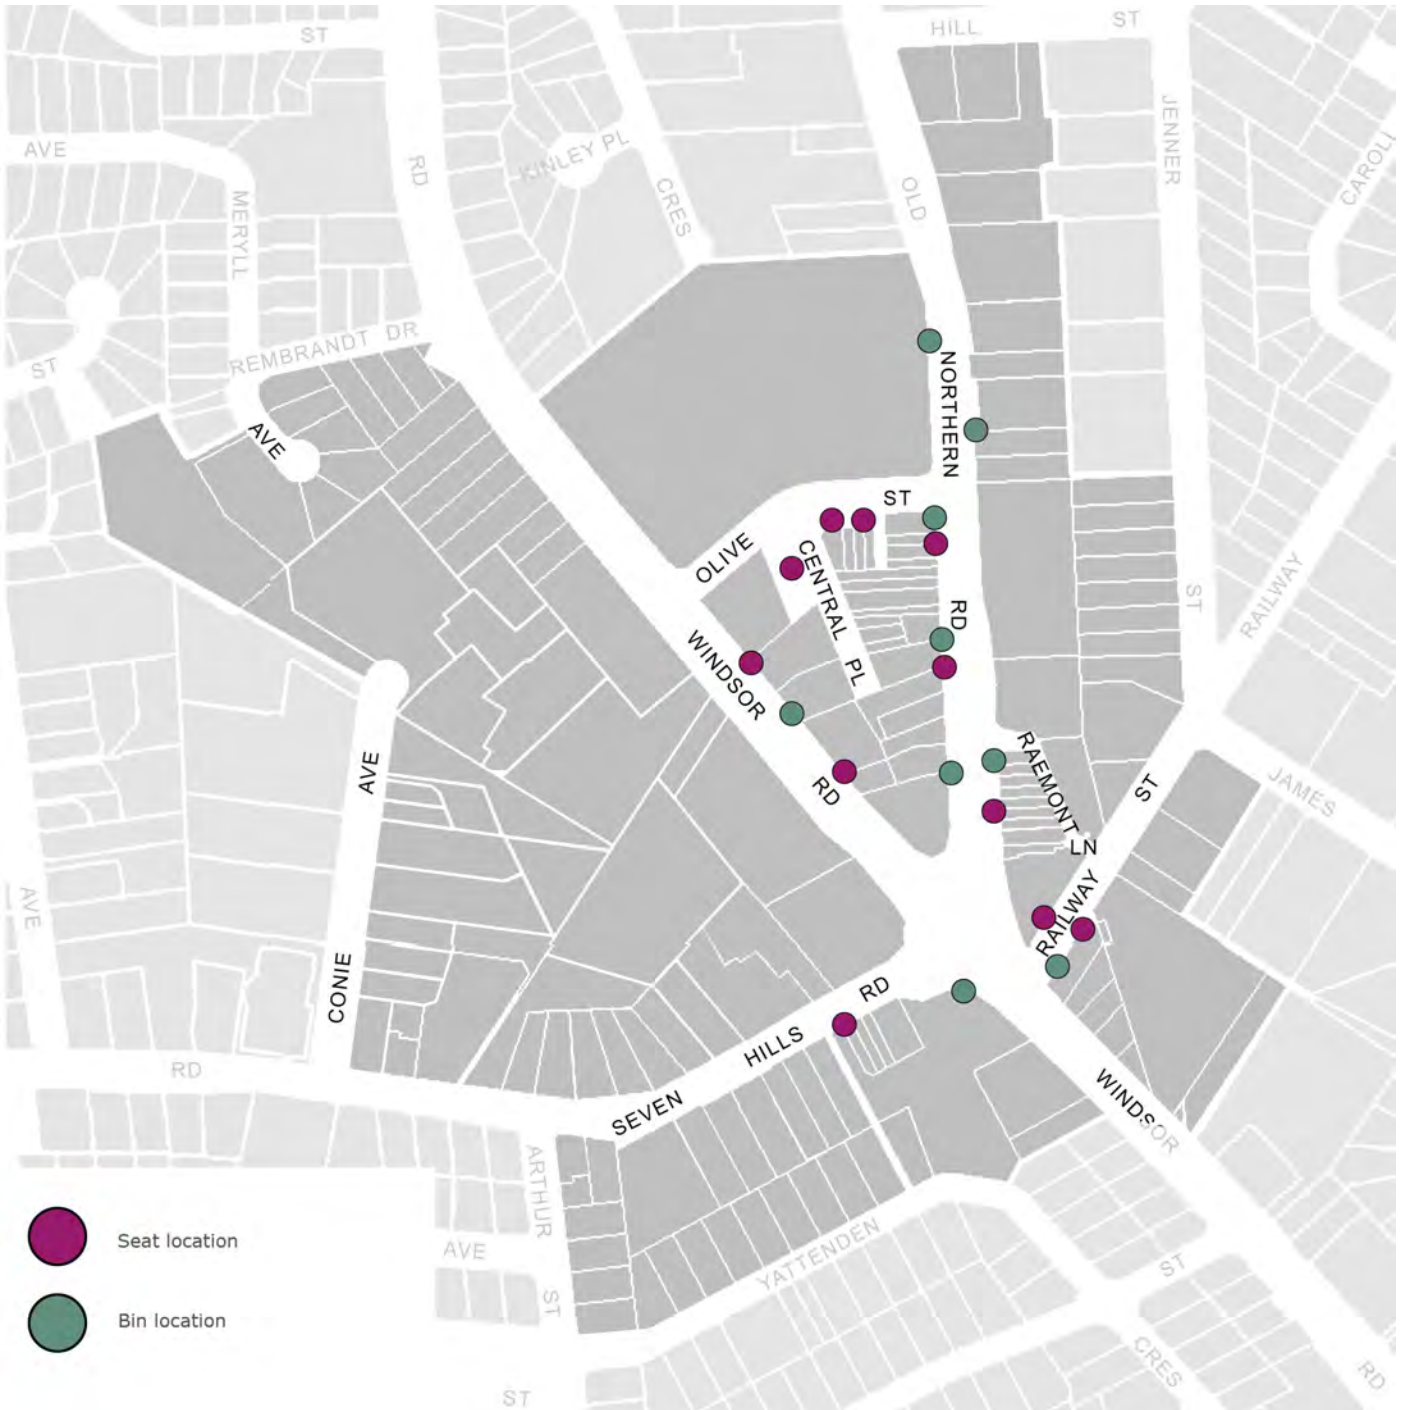 ST
HILL
ST
JENNER
AVE
RD
KINLEY PL
CRES
OLD
MERYLL
REMBRANDT DR
ST
AVE
NORTHERN
ST
OLIVE
CENTRAL PL
RD
ST
RAILWAY
WINDSOR
RD
AVE
CONIE
RAEMONT
LN
ST
JAMES
RAILWAY
AVE
RD
RD
HILLS
SEVEN
WINDSOR
ARTHUR
ST
AVE
YATTENDEN
ST
CRES
RD
ST
Seat location
Bin location